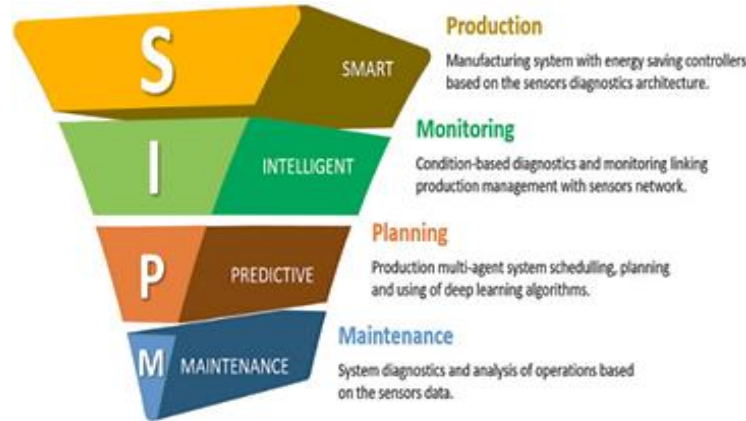 S
SMART
Production
Manufacturing system with energy saving controllers
based on the sensors diagnostics architecture.
I
INTELLIGENT
Monitoring
Condition-based diagnostics and monitoring linking
production management with sensors network.
P
PREDICTIVE
Planning
Production multi-agent system schedulling, planning
and using of deep learning algorithms.
M
MAINTENANCE
Maintenance
System diagnostics and analysis of operations based
on the sensors data.